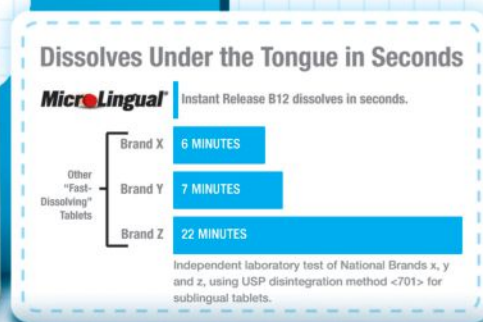 Dissolves Under the Tongue in Seconds
MicroLingual® Instant Release B12 dissolves in seconds.
Brand X 6 MINUTES
Other
"Fast-
Dissolving"
Tablets
Brand Y 7 MINUTES
Brand Z 22 MINUTES
Independent laboratory test of National Brands x, y
and z, using USP disintegration method <701> for
sublingual tablets.